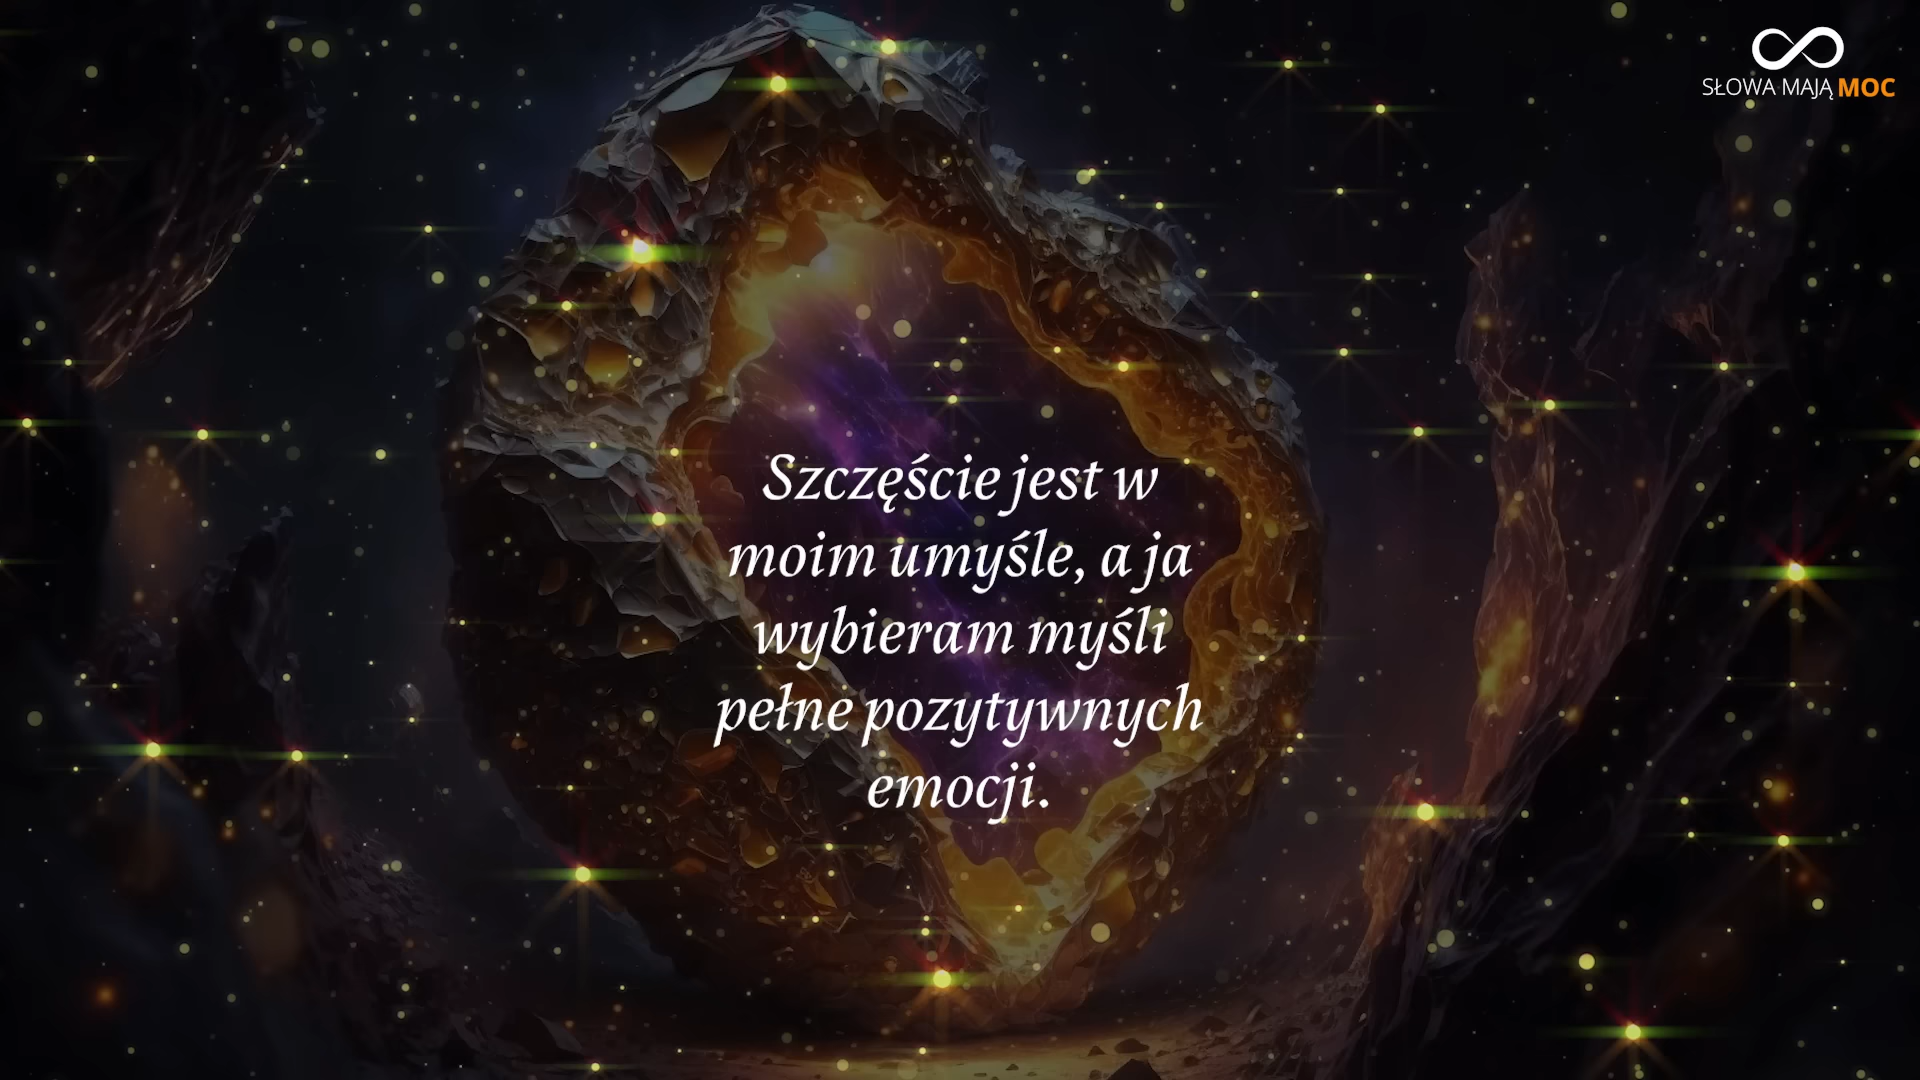 SŁOWA MAJĄ MOC
Szczęście jest w
moim umyśle, a ja
wybieram myśli
pełne pozytywnych
emocji.